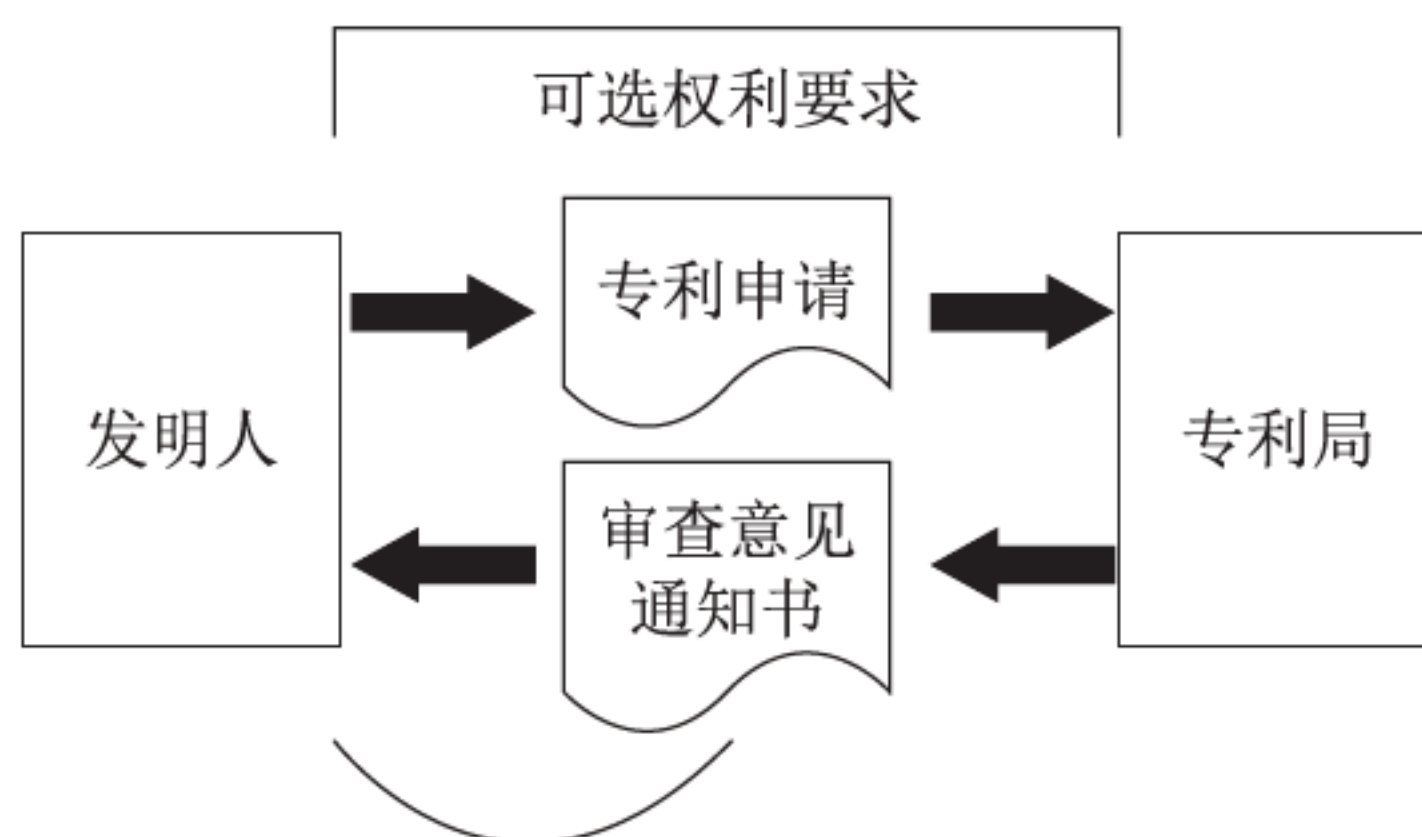 可选权利要求
专利申请
发明人
专利局
审查意见
通知书